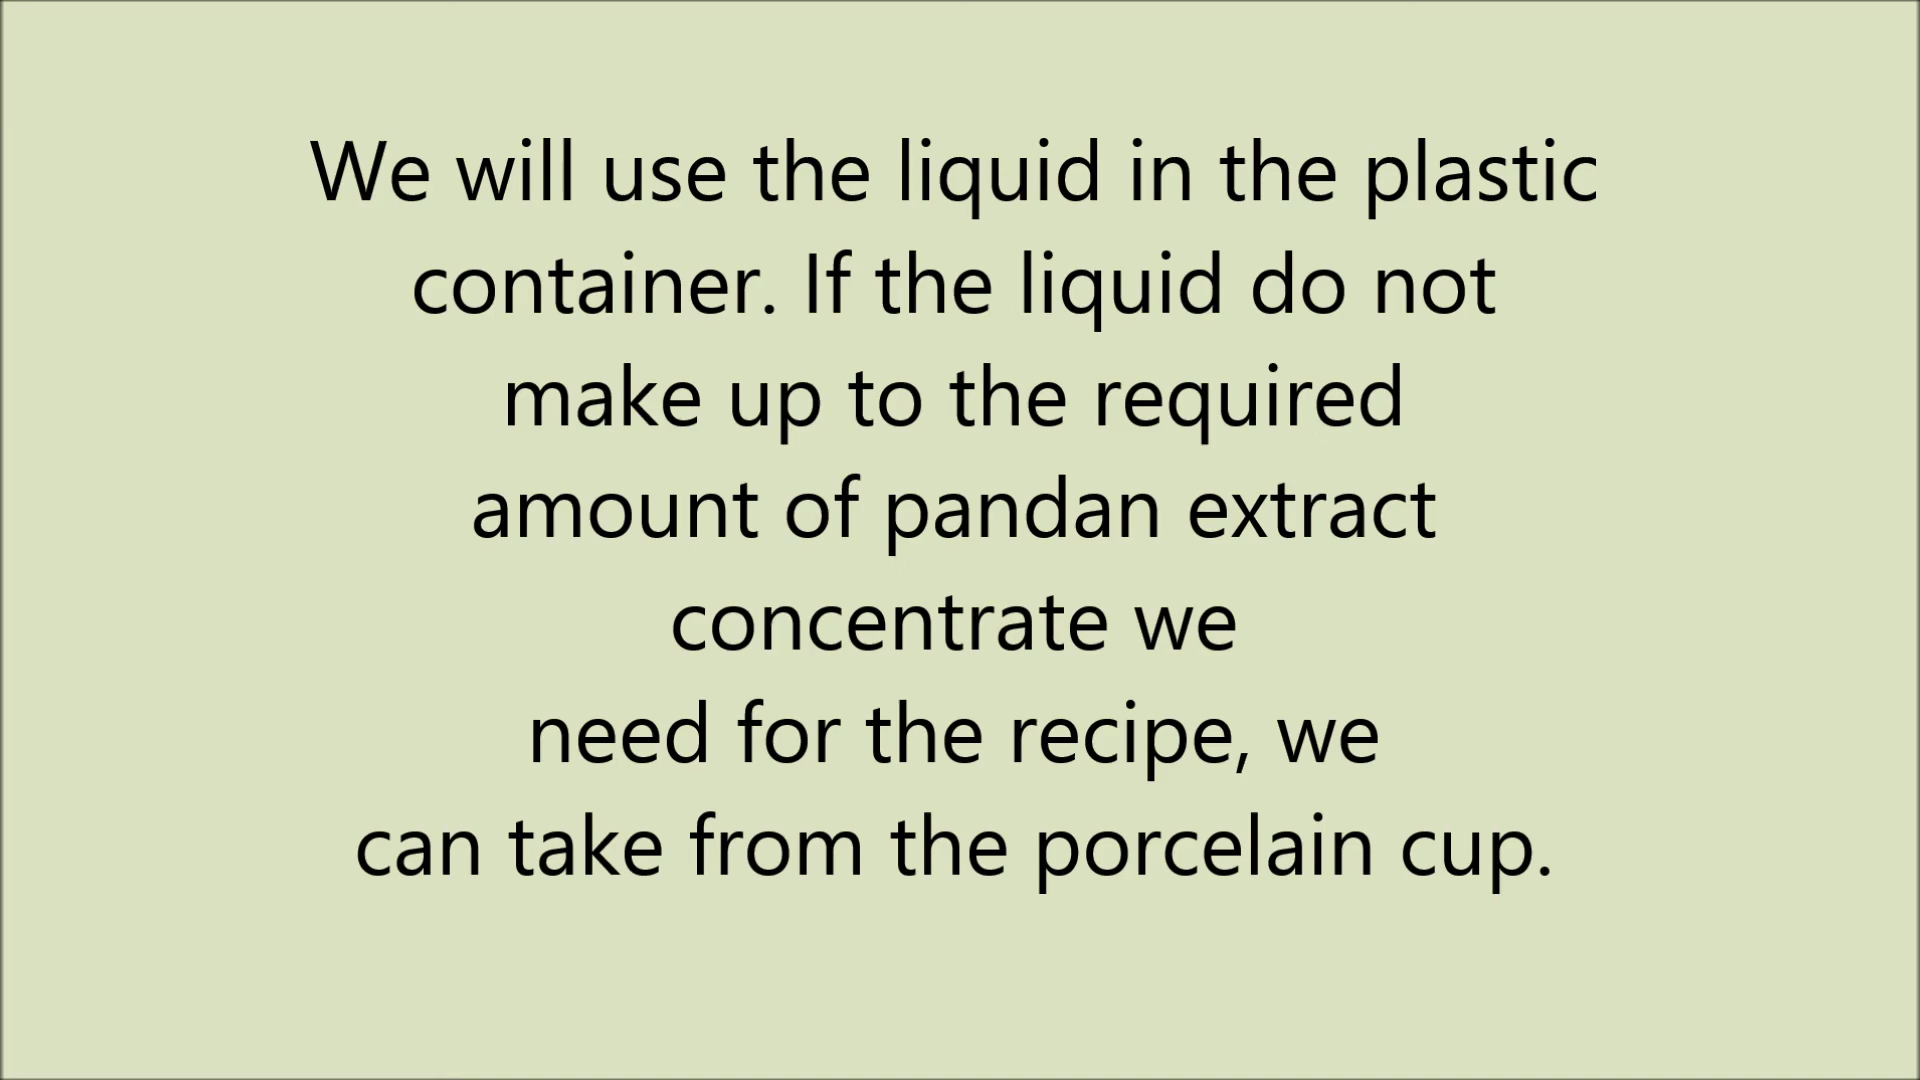 We will use the liquid in the plastic
container. If the liquid do not
make up to the required
amount of pandan extract
concentrate we
need for the recipe, we
can take from the porcelain cup.